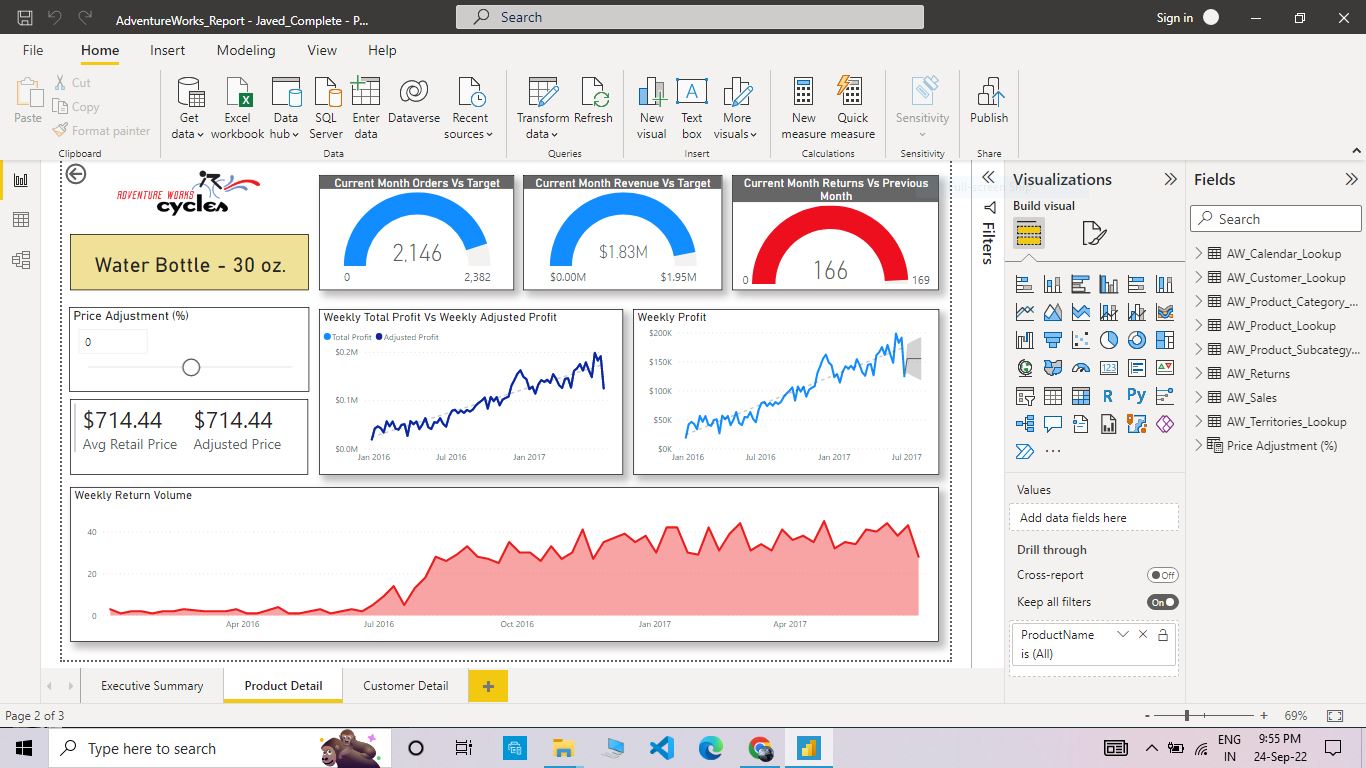 AdventureWorks_Report - Javed_Complete - P...
Search
Sign in
File
Home
Insert
Modeling
View
Help
Paste
Cut
Copy
Format painter
Clipboard
Get data
Excel workbook
Data hub
SQL Server
Enter data
Dataverse
Recent sources
Data
Transform data
Refresh
Queries
New visual
Text box
More visuals
Insert
New measure
Quick measure
Calculations
Sensitivity
Sensitivity
Publish
Share
ADVENTURE WORKS
cycles
Water Bottle - 30 oz.
Current Month Orders Vs Target
2,146
0
2,382
Current Month Revenue Vs Target
$1.83M
$0.00M
$1.95M
Current Month Returns Vs Previous
Month
166
0
169
Price Adjustment (%)
0
$714.44
Avg Retail Price
$714.44
Adjusted Price
Weekly Total Profit Vs Weekly Adjusted Profit
Total Profit
Adjusted Profit
$0.2M
$0.1M
$0.0M
Jan 2016
Jul 2016
Jan 2017
Weekly Profit
$200K
$150K
$100K
$50K
$0K
Jan 2016
Jul 2016
Jan 2017
Jul 2017
Weekly Return Volume
40
20
0
Apr 2016
Jul 2016
Oct 2016
Jan 2017
Apr 2017
Filters
Visualizations
Build visual
R
Py
123
...
Values
Add data fields here
Drill through
Cross-report
Off
Keep all filters
On
ProductName
is (All)
Fields
Search
AW_Calendar_Lookup
AW_Customer_Lookup
AW_Product_Category_...
AW_Product_Lookup
AW_Product_Subcategy...
AW_Returns
AW_Sales
AW_Territories_Lookup
Price Adjustment (%)
Executive Summary
Product Detail
Customer Detail
+
Page 2 of 3
- + 69%
Type here to search
ENG
IN
9:55 PM
24-Sep-22